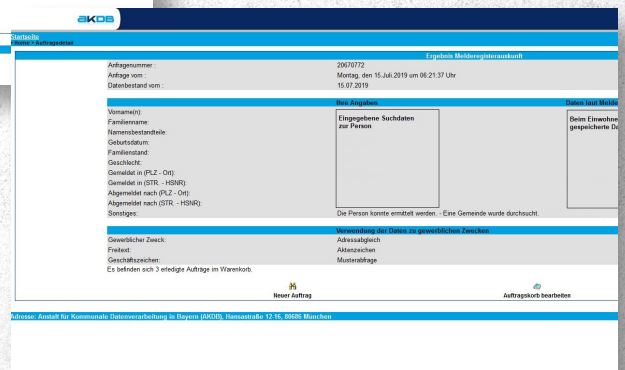 akdb
Startseite
Home > Auftragsdetail
Ergebnis Melderegisterauskunft
Anfragenummer : 20670772
Anfrage vom : Montag, den 15.Juli.2019 um 06:21:37 Uhr
Datenbestand vom : 15.07.2019
Ihre Angaben Daten laut Melde
Vorname(n):
Familienname:
Namensbestandteile:
Geburtsdatum:
Familienstand:
Geschlecht:
Gemeldet in (PLZ - Ort):
Gemeldet in (STR. - HSNR):
Abgemeldet nach (PLZ - Ort):
Abgemeldet nach (STR. - HSNR):
Eingegebene Suchdaten
zur Person
Beim Einwohne
gespeicherte Da
Sonstiges: Die Person konnte ermittelt werden. - Eine Gemeinde wurde durchsucht.
Verwendung der Daten zu gewerblichen Zwecken
Gewerblicher Zweck: Adressabgleich
Freitext: Aktenzeichen
Geschäftszeichen: Musterabfrage
Es befinden sich 3 erledigte Aufträge im Warenkorb.
Neuer Auftrag Auftragskorb bearbeiten
Adresse: Anstalt für Kommunale Datenverarbeitung in Bayern (AKDB), Hansastraße 12-16, 80686 München